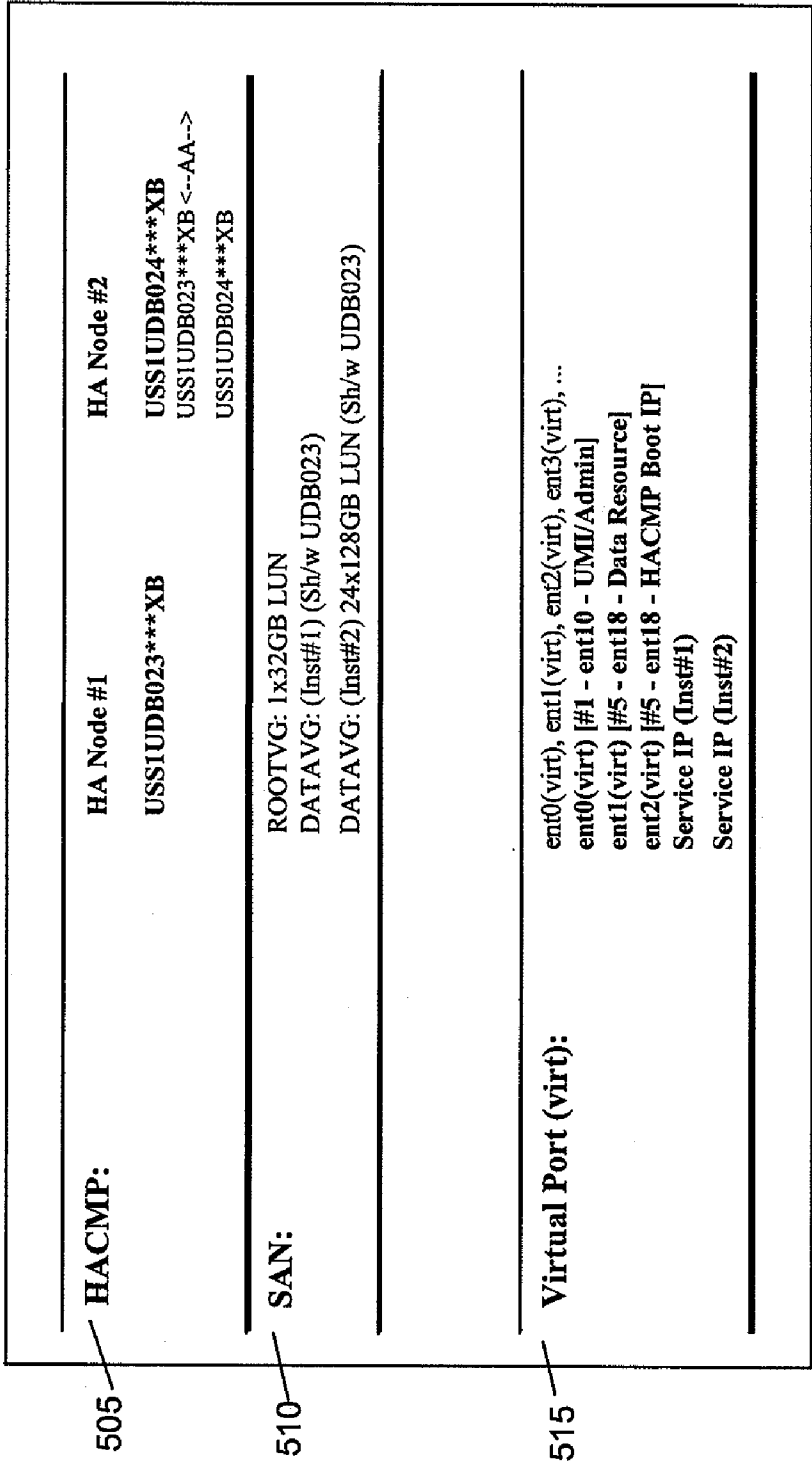 505
HACMP:
HA Node #1 HA Node #2
USS1UDB023***XB USS1UDB024***XB
USS1UDB023***XB <--AA-->
USS1UDB024***XB
510
SAN:
ROOTVG: 1x32GB LUN
DATAVG: (Inst#1) (Sh/w UDB023)
DATAVG: (Inst#2) 24x128GB LUN (Sh/w UDB023)
515
Virtual Port (virt):
ent0(virt), ent1(virt), ent2(virt), ent3(virt), ...
ent0(virt) [#1 - ent10 - UMI/Admin]
ent1(virt) [#5 - ent18 - Data Resource]
ent2(virt) [#5 - ent18 - HACMP Boot IP]
Service IP (Inst#1)
Service IP (Inst#2)